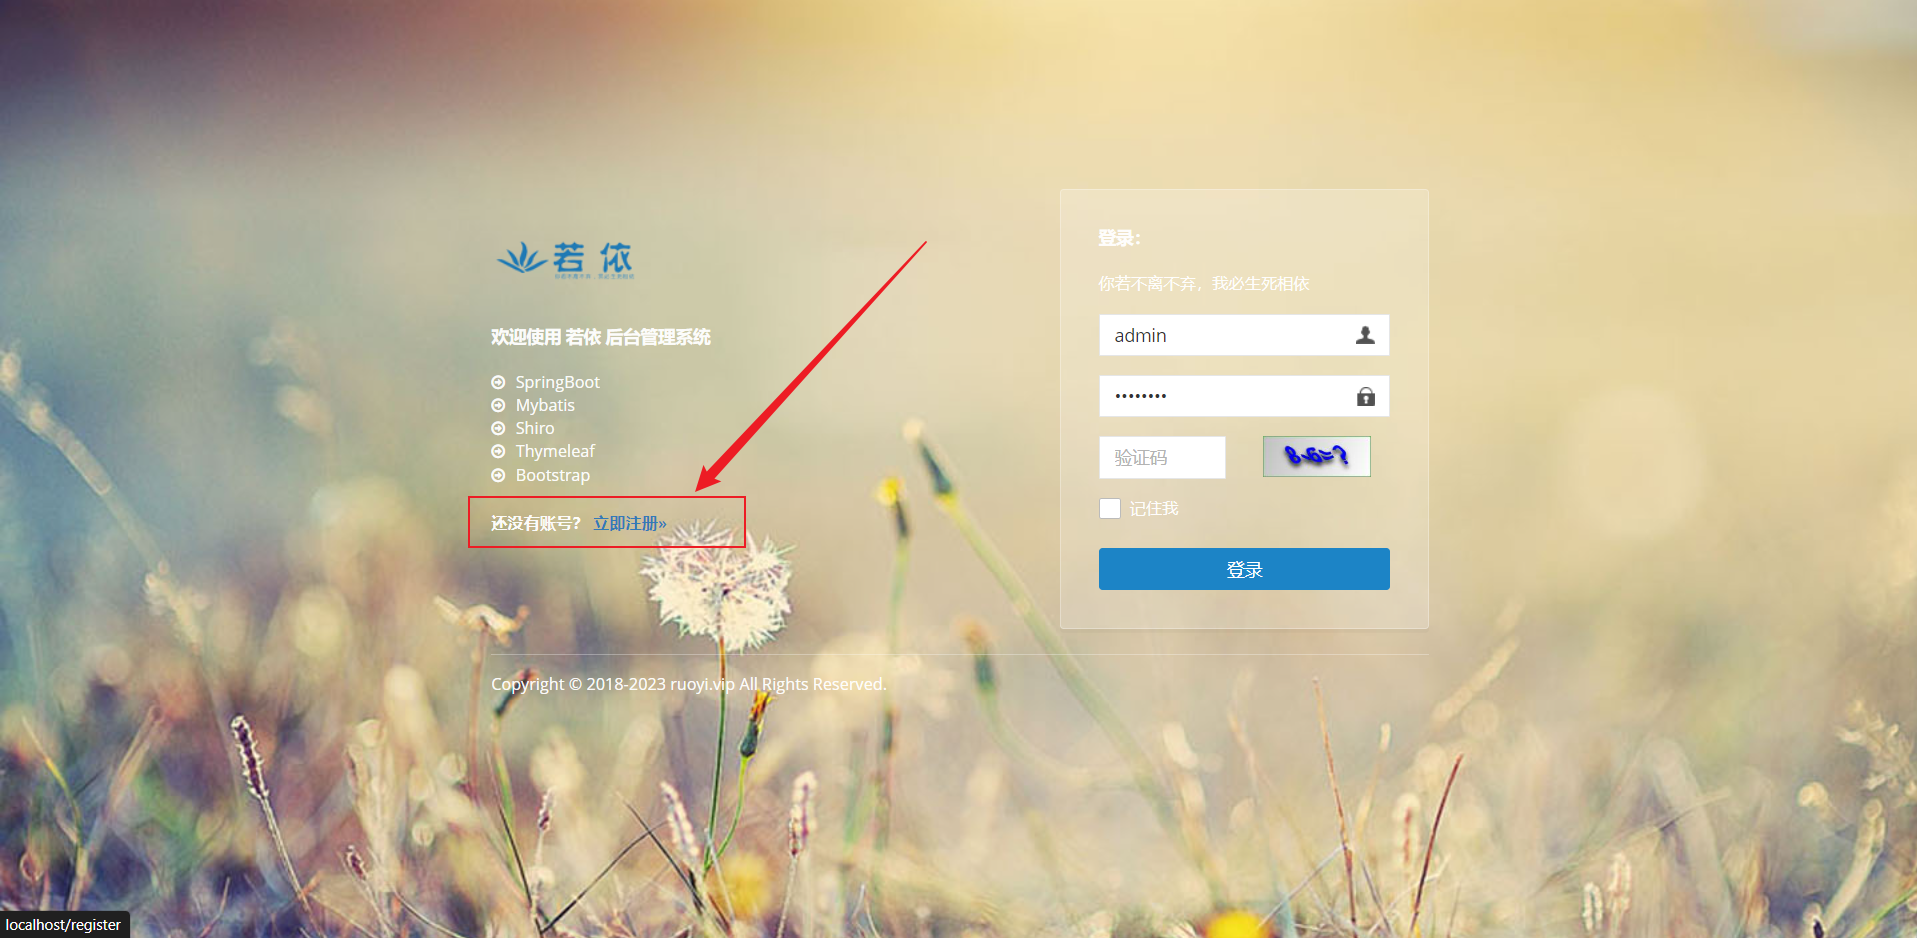 若 依
欢迎使用 若依 后台管理系统
SpringBoot
Mybatis
Shiro
Thymeleaf
Bootstrap
还没有账号? 立即注册»
登录:
你若不离不弃，我必生死相依
admin
••••••••
验证码
8-6=?
记住我
登录
Copyright © 2018-2023 ruoyi.vip All Rights Reserved.
localhost/register